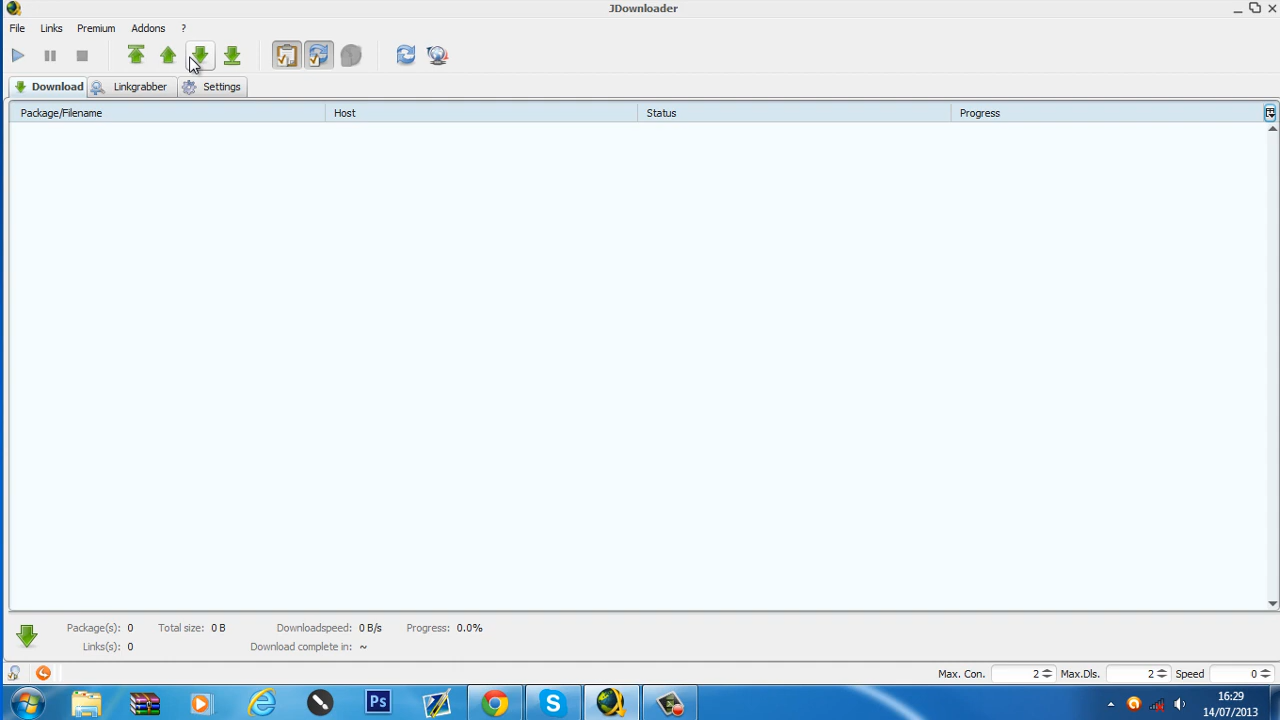 JDownloader
File Links Premium Addons ?
Download Linkgrabber Settings
Package/Filename Host Status Progress
Package(s): 0 Total size: 0 B Downloadspeed: 0 B/s Progress: 0.0%
Links(s): 0 Download complete in: ~
Max. Con. 2 Max.Dls. 2 Speed 0
Ps
16:29
14/07/2013